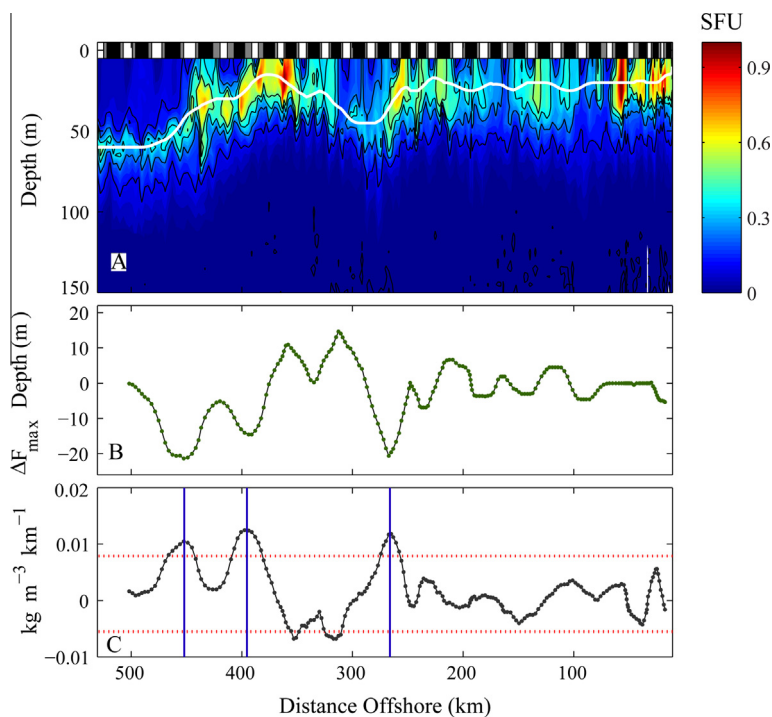 SFU
0
50
100
150
Depth (m)
A
0.9
0.6
0.3
0
20
10
0
−10
−20
ΔFmax Depth (m)
B
0.02
0.01
0
−0.01
kg m−3 km−1
C
500
400
300
200
100
Distance Offshore (km)